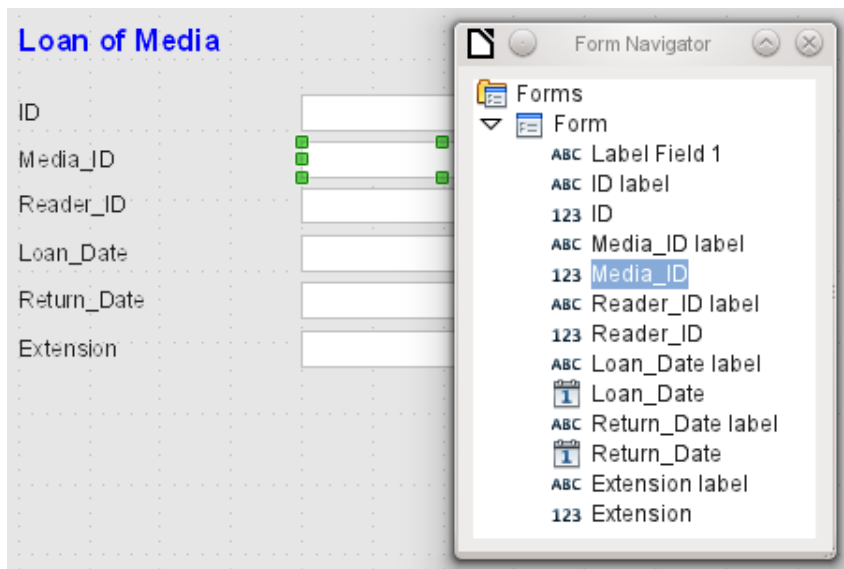 Loan of Media
ID
Media_ID
Reader_ID
Loan_Date
Return_Date
Extension
Form Navigator
Forms
Form
ABC Label Field 1
ABC ID label
123 ID
ABC Media_ID label
123 Media_ID
ABC Reader_ID label
123 Reader_ID
ABC Loan_Date label
1 Loan_Date
ABC Return_Date label
1 Return_Date
ABC Extension label
123 Extension